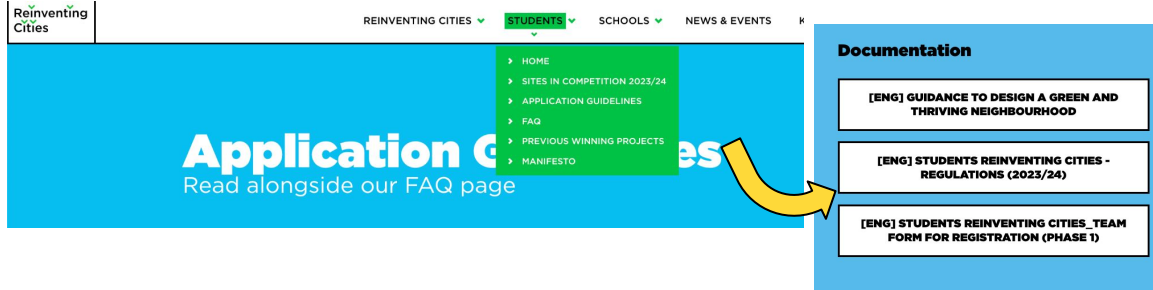 Reinventing
Cities
REINVENTING CITIES
STUDENTS
SCHOOLS
NEWS & EVENTS
K
HOME
SITES IN COMPETITION 2023/24
APPLICATION GUIDELINES
FAQ
PREVIOUS WINNING PROJECTS
MANIFESTO
Application G es
Read alongside our FAQ page
Documentation
[ENG] GUIDANCE TO DESIGN A GREEN AND
THRIVING NEIGHBOURHOOD
[ENG] STUDENTS REINVENTING CITIES -
REGULATIONS (2023/24)
[ENG] STUDENTS REINVENTING CITIES_TEAM
FORM FOR REGISTRATION (PHASE 1)